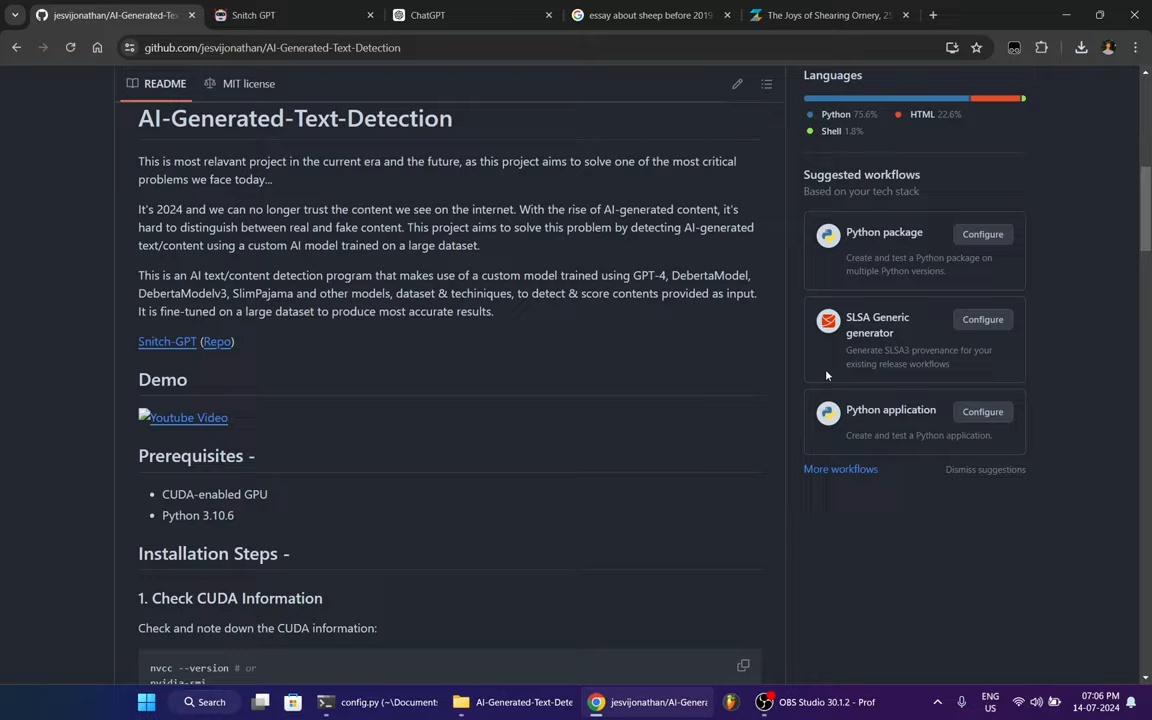 jesvijonathan/AI-Generated-Tex
Snitch GPT
ChatGPT
essay about sheep before 2019
The Joys of Shearing Ornery, 25
github.com/jesvijonathan/AI-Generated-Text-Detection
README
MIT license
AI-Generated-Text-Detection
This is most relavant project in the current era and the future, as this project aims to solve one of the most critical
problems we face today...
It's 2024 and we can no longer trust the content we see on the internet. With the rise of AI-generated content, it's
hard to distinguish between real and fake content. This project aims to solve this problem by detecting AI-generated
text/content using a custom AI model trained on a large dataset.
This is an AI text/content detection program that makes use of a custom model trained using GPT-4, DebertaModel,
DebertaModelv3, SlimPajama and other models, dataset & techiniques, to detect & score contents provided as input.
It is fine-tuned on a large dataset to produce most accurate results.
Snitch-GPT (Repo)
Demo
Youtube Video
Prerequisites -
CUDA-enabled GPU
Python 3.10.6
Installation Steps -
1. Check CUDA Information
Check and note down the CUDA information:
nvcc --version # or
nvidia-smi
Languages
Python 75.6%
HTML 22.6%
Shell 1.8%
Suggested workflows
Based on your tech stack
Python package
Configure
Create and test a Python package on
multiple Python versions.
SLSA Generic
generator
Configure
Generate SLSA3 provenance for your
existing release workflows
Python application
Configure
Create and test a Python application.
More workflows
Dismiss suggestions
Search
config.py (~\Document
AI-Generated-Text-Dete
jesvijonathan/AI-Genera
OBS Studio 30.1.2 - Prof
ENG
US
07:06 PM
14-07-2024